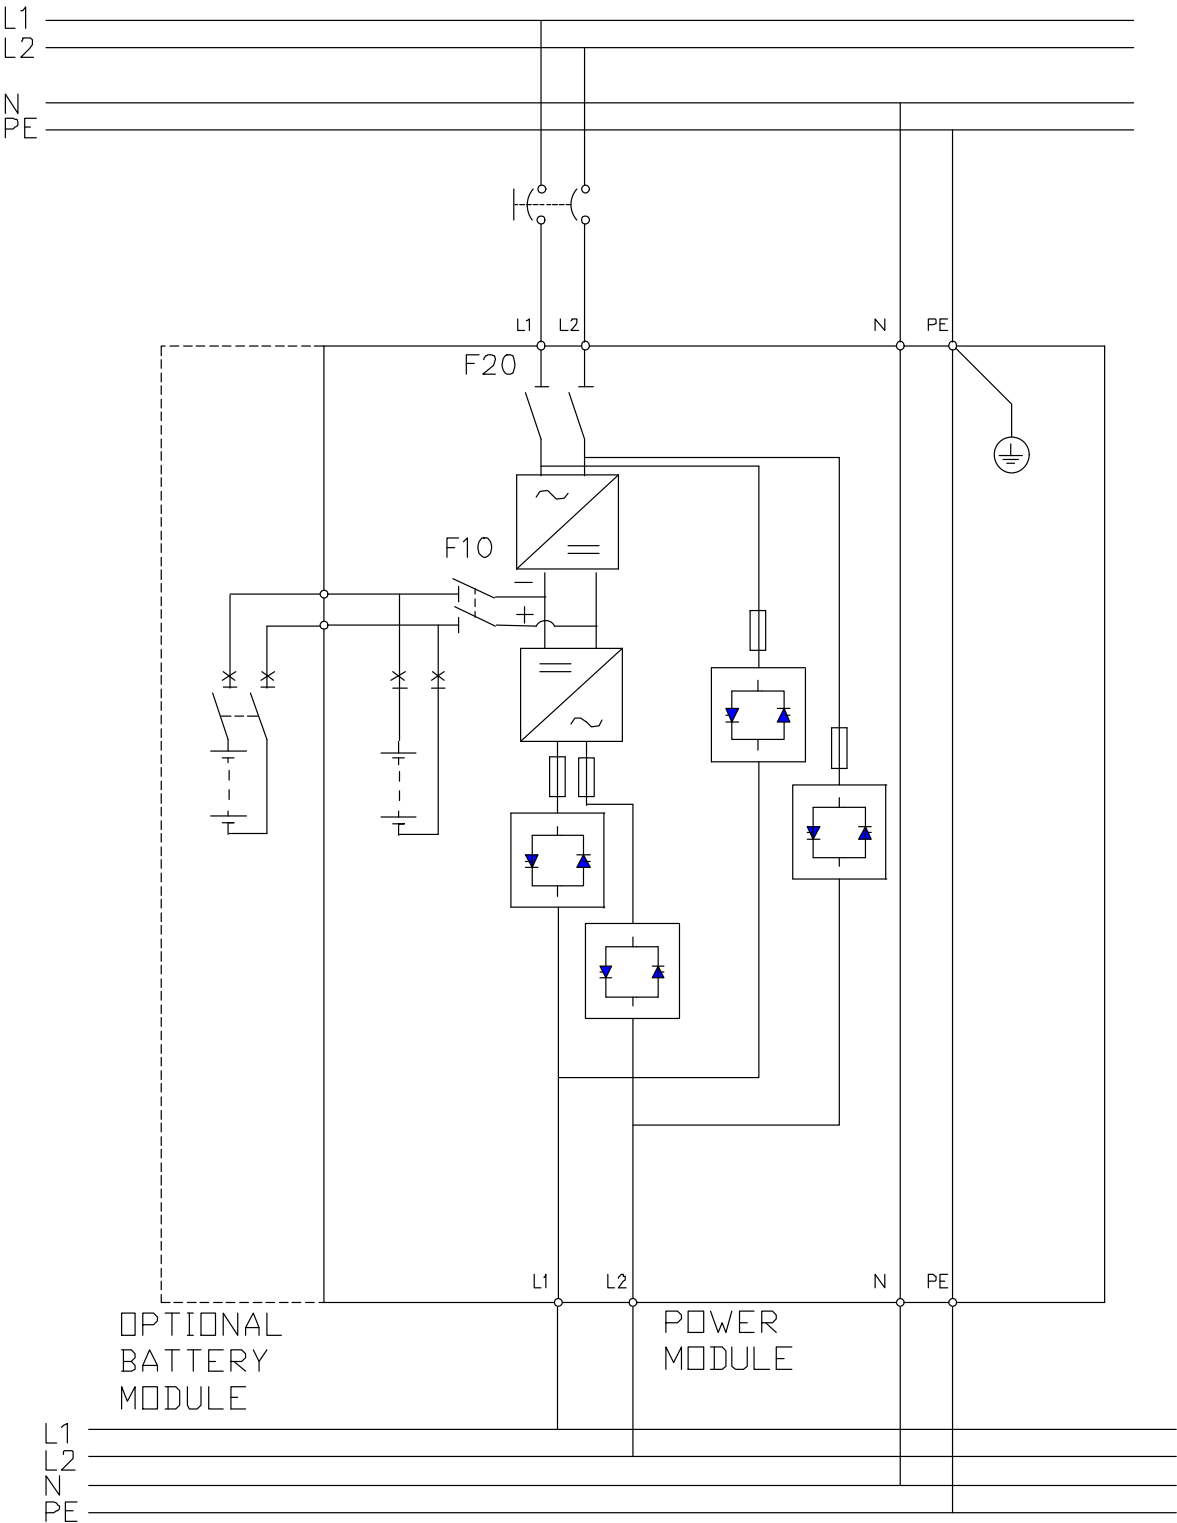 L1
L2
N
PE
L1 L2 N PE
F20
F10
−
+
L1 L2 N PE
OPTIONAL
BATTERY
MODULE
POWER
MODULE
L1
L2
N
PE